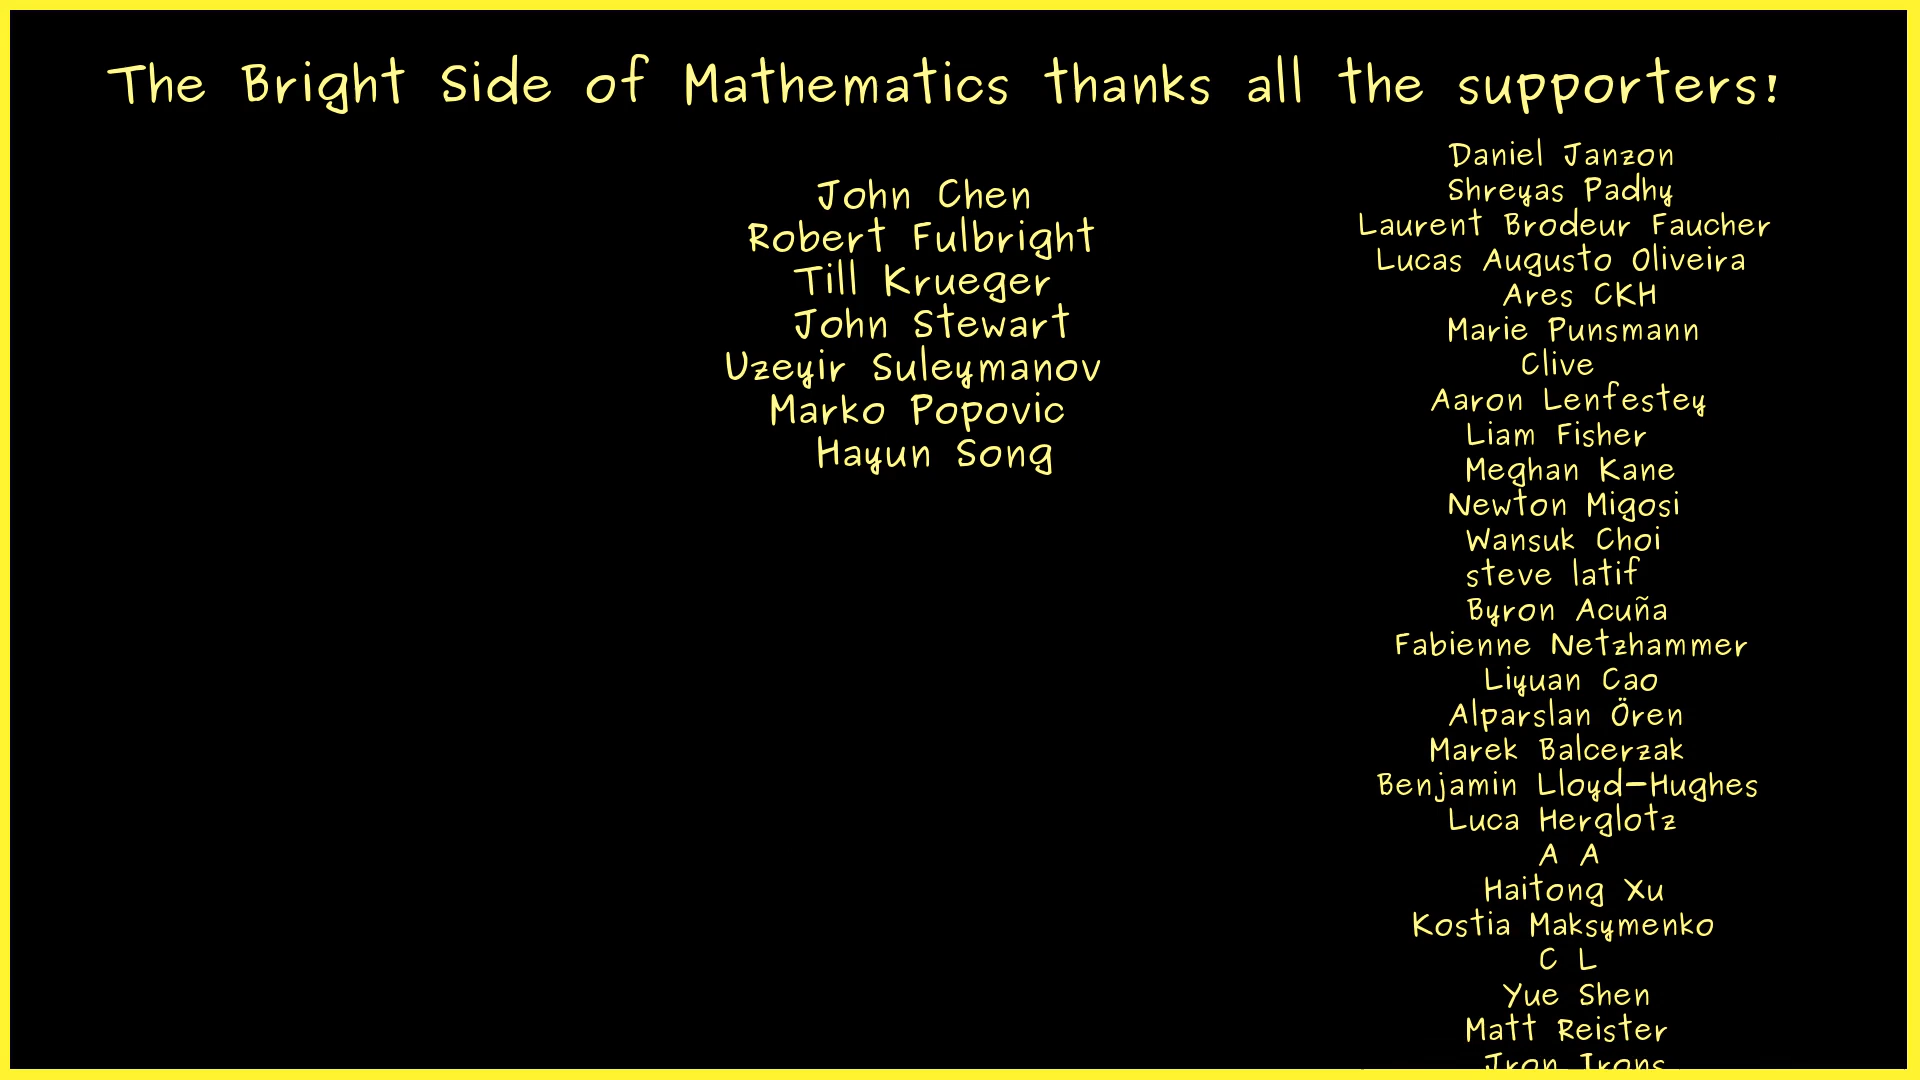 The Bright Side of Mathematics thanks all the supporters!
John Chen
Robert Fulbright
Till Krueger
John Stewart
Uzeyir Suleymanov
Marko Popovic
Hayun Song
Daniel Janzon
Shreyas Padhy
Laurent Brodeur Faucher
Lucas Augusto Oliveira
Ares CKH
Marie Punsmann
Clive
Aaron Lenfestey
Liam Fisher
Meghan Kane
Newton Migosi
Wansuk Choi
steve latif
Byron Acuña
Fabienne Netzhammer
Liyuan Cao
Alparslan Ören
Marek Balcerzak
Benjamin Lloyd-Hughes
Luca Herglotz
A A
Haitong Xu
Kostia Maksymenko
C L
Yue Shen
Matt Reister